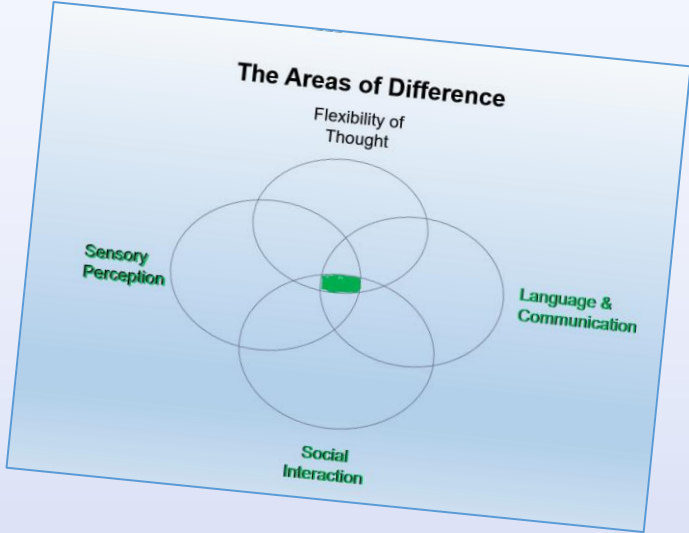 The Areas of Difference
Flexibility of
Thought
Sensory
Perception
Language &
Communication
Social
Interaction